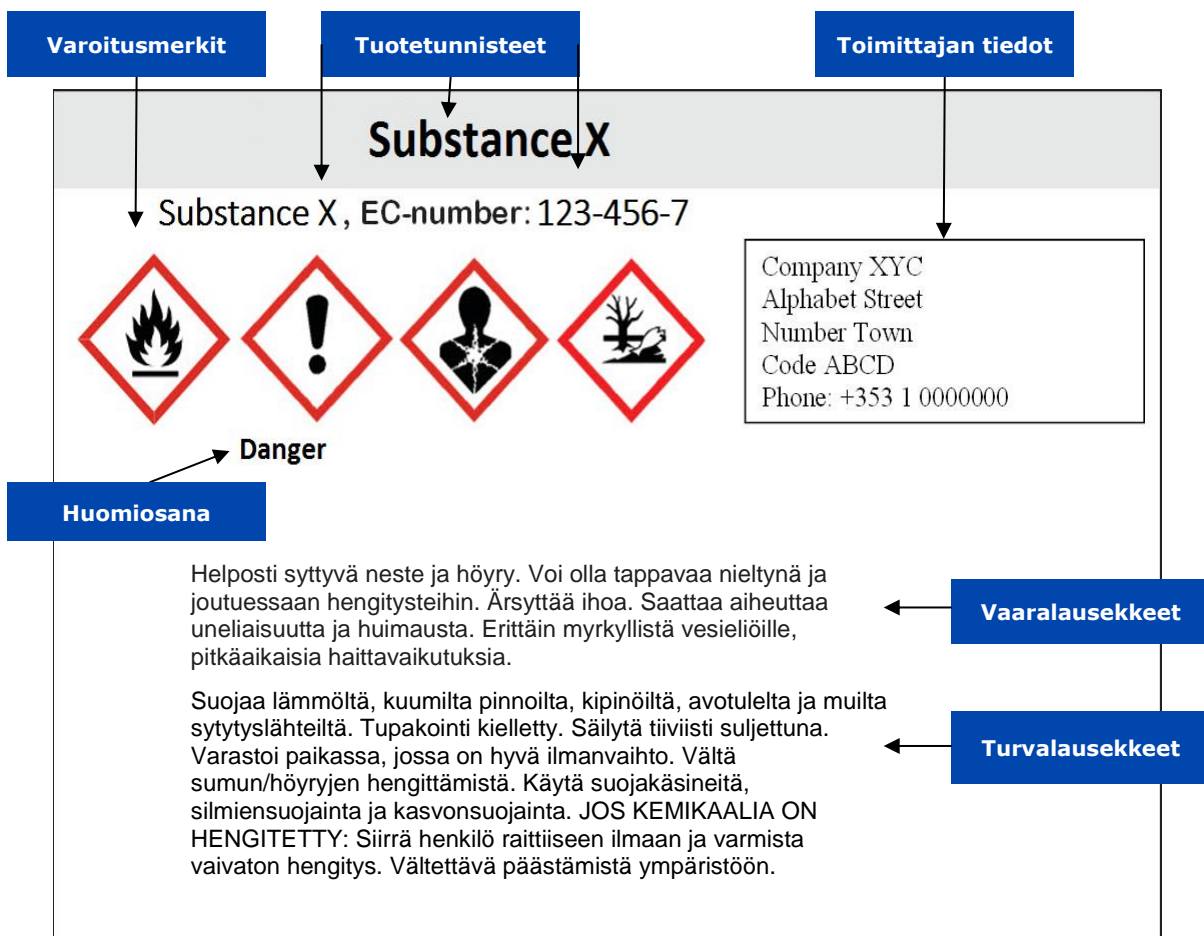 Varoitusmerkit
Tuotetunnisteet
Toimittajan tiedot
Substance X
Substance X, EC-number: 123-456-7
Company XYC
Alphabet Street
Number Town
Code ABCD
Phone: +353 1 0000000
Danger
Huomiosana
Helposti syttyvä neste ja höyry. Voi olla tappavaa nieltynä ja
joutuessaan hengitysteihin. Ärsyttää ihoa. Saattaa aiheuttaa
uneliaisuutta ja huimausta. Erittäin myrkyllistä vesieliöille,
pitkäaikaisia haittavaikutuksia.
Vaaralausekkeet
Suojaa lämmöltä, kuumilta pinnoilta, kipinöiltä, avotulelta ja muilta
sytytyslähteiltä. Tupakointi kielletty. Säilytä tiiviisti suljettuna.
Varastoi paikassa, jossa on hyvä ilmanvaihto. Vältä
sumun/höyryjen hengittämistä. Käytä suojakäsineitä,
silmiensuojainta ja kasvonsuojainta. JOS KEMIKAALIA ON
HENGITETTY: Siirrä henkilö raittiiseen ilmaan ja varmista
vaivaton hengitys. Vältettävä päästämistä ympäristöön.
Turvalausekkeet